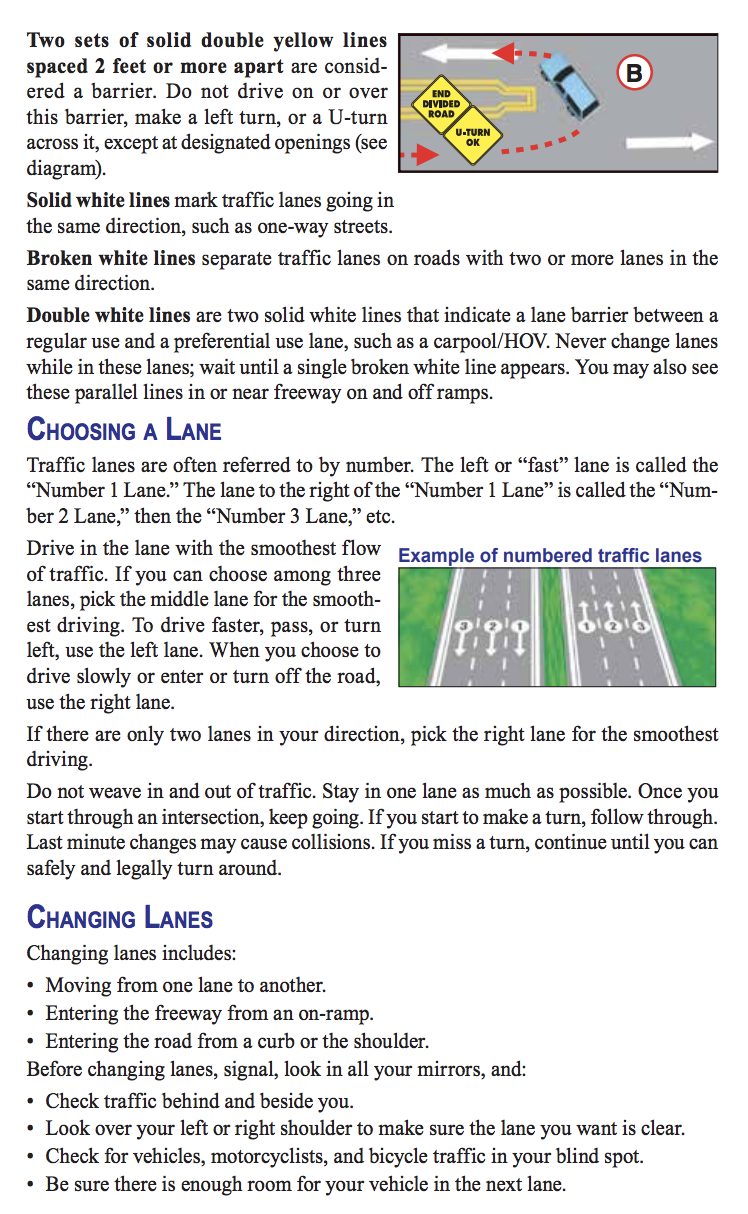 Two sets of solid double yellow lines
spaced 2 feet or more apart are consid-
ered a barrier. Do not drive on or over
this barrier, make a left turn, or a U-turn
across it, except at designated openings (see
diagram).
END
DIVIDED
ROAD
U-TURN
OK
B
Solid white lines mark traffic lanes going in
the same direction, such as one-way streets.
Broken white lines separate traffic lanes on roads with two or more lanes in the
same direction.
Double white lines are two solid white lines that indicate a lane barrier between a
regular use and a preferential use lane, such as a carpool/HOV. Never change lanes
while in these lanes; wait until a single broken white line appears. You may also see
these parallel lines in or near freeway on and off ramps.
CHOOSING A LANE
Traffic lanes are often referred to by number. The left or “fast” lane is called the
“Number 1 Lane.” The lane to the right of the “Number 1 Lane” is called the “Num-
ber 2 Lane,” then the “Number 3 Lane,” etc.
Drive in the lane with the smoothest flow
of traffic. If you can choose among three
lanes, pick the middle lane for the smooth-
est driving. To drive faster, pass, or turn
left, use the left lane. When you choose to
drive slowly or enter or turn off the road,
use the right lane.
Example of numbered traffic lanes
3 2 1 1 2 3
If there are only two lanes in your direction, pick the right lane for the smoothest
driving.
Do not weave in and out of traffic. Stay in one lane as much as possible. Once you
start through an intersection, keep going. If you start to make a turn, follow through.
Last minute changes may cause collisions. If you miss a turn, continue until you can
safely and legally turn around.
CHANGING LANES
Changing lanes includes:
• Moving from one lane to another.
• Entering the freeway from an on-ramp.
• Entering the road from a curb or the shoulder.
Before changing lanes, signal, look in all your mirrors, and:
• Check traffic behind and beside you.
• Look over your left or right shoulder to make sure the lane you want is clear.
• Check for vehicles, motorcyclists, and bicycle traffic in your blind spot.
• Be sure there is enough room for your vehicle in the next lane.